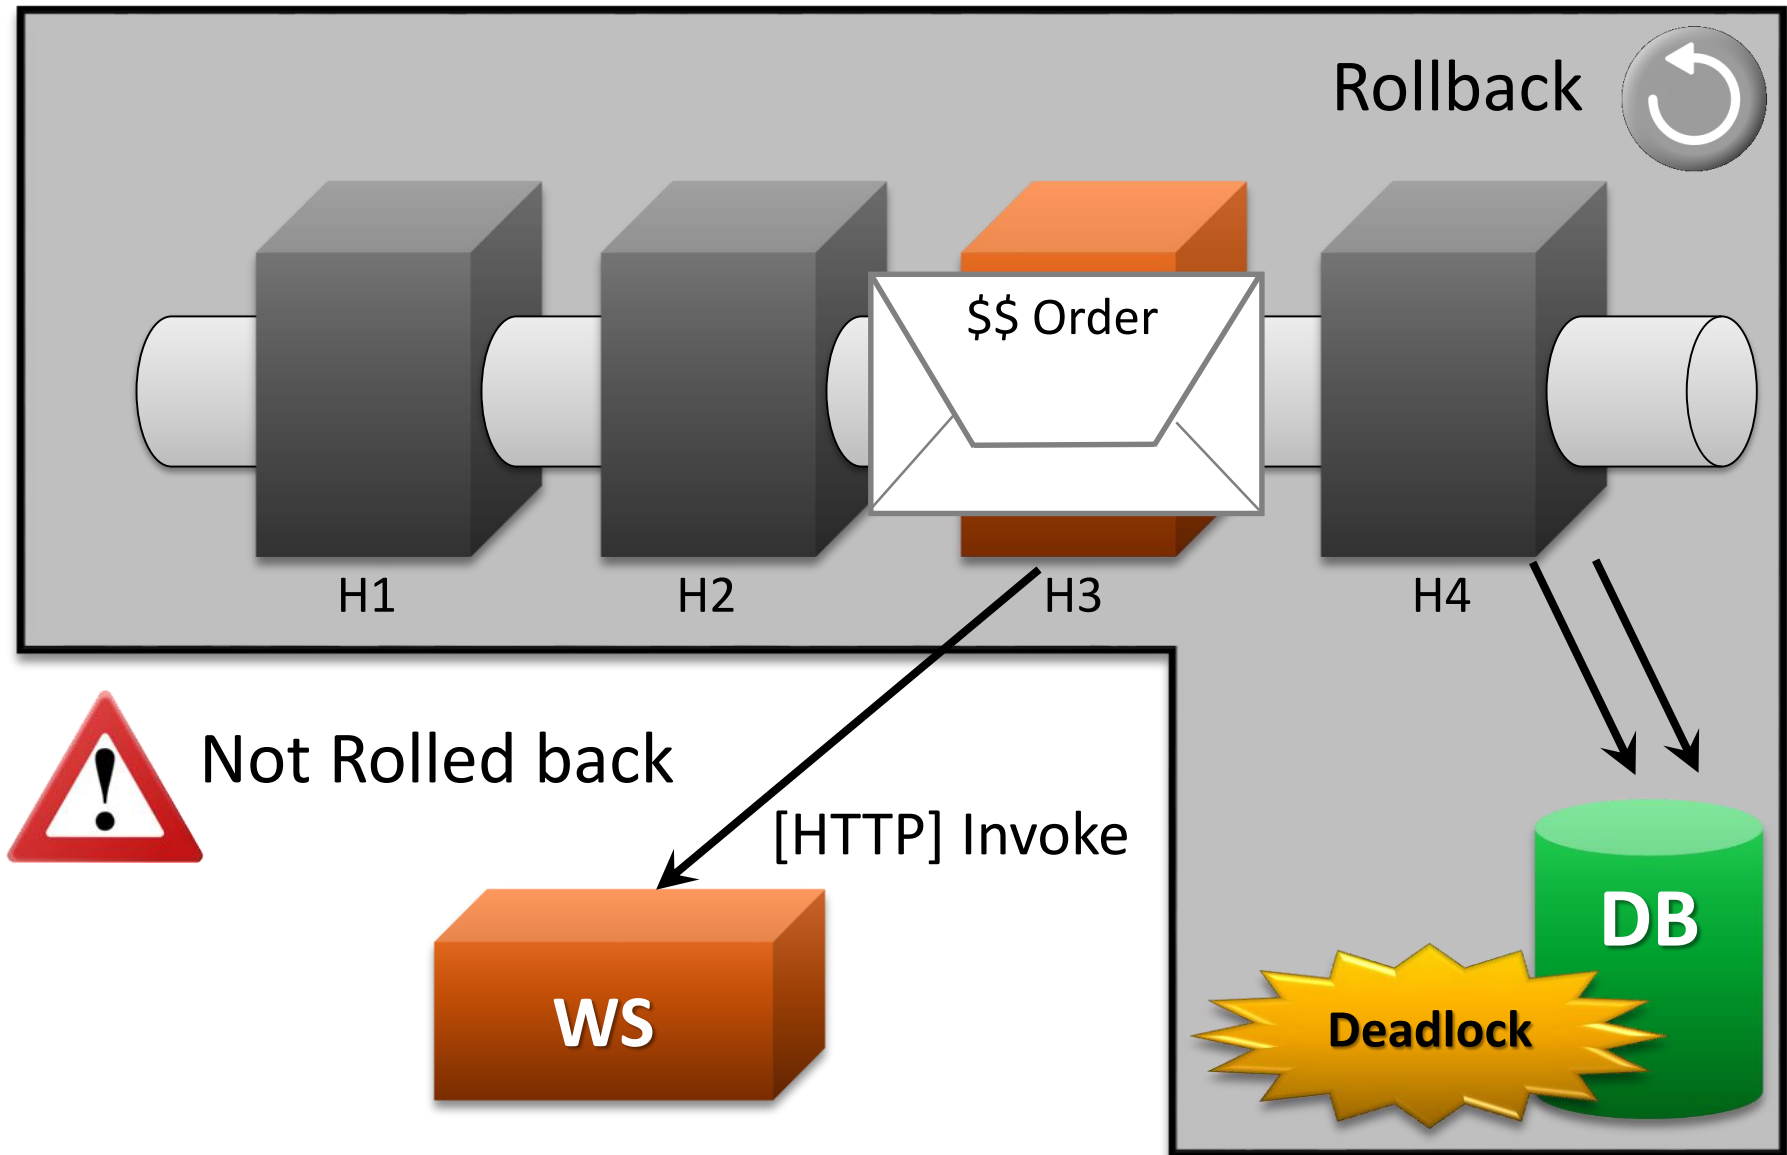 Rollback
$$ Order
H1
H2
H3
H4
Not Rolled back
[HTTP] Invoke
DB
WS
Deadlock